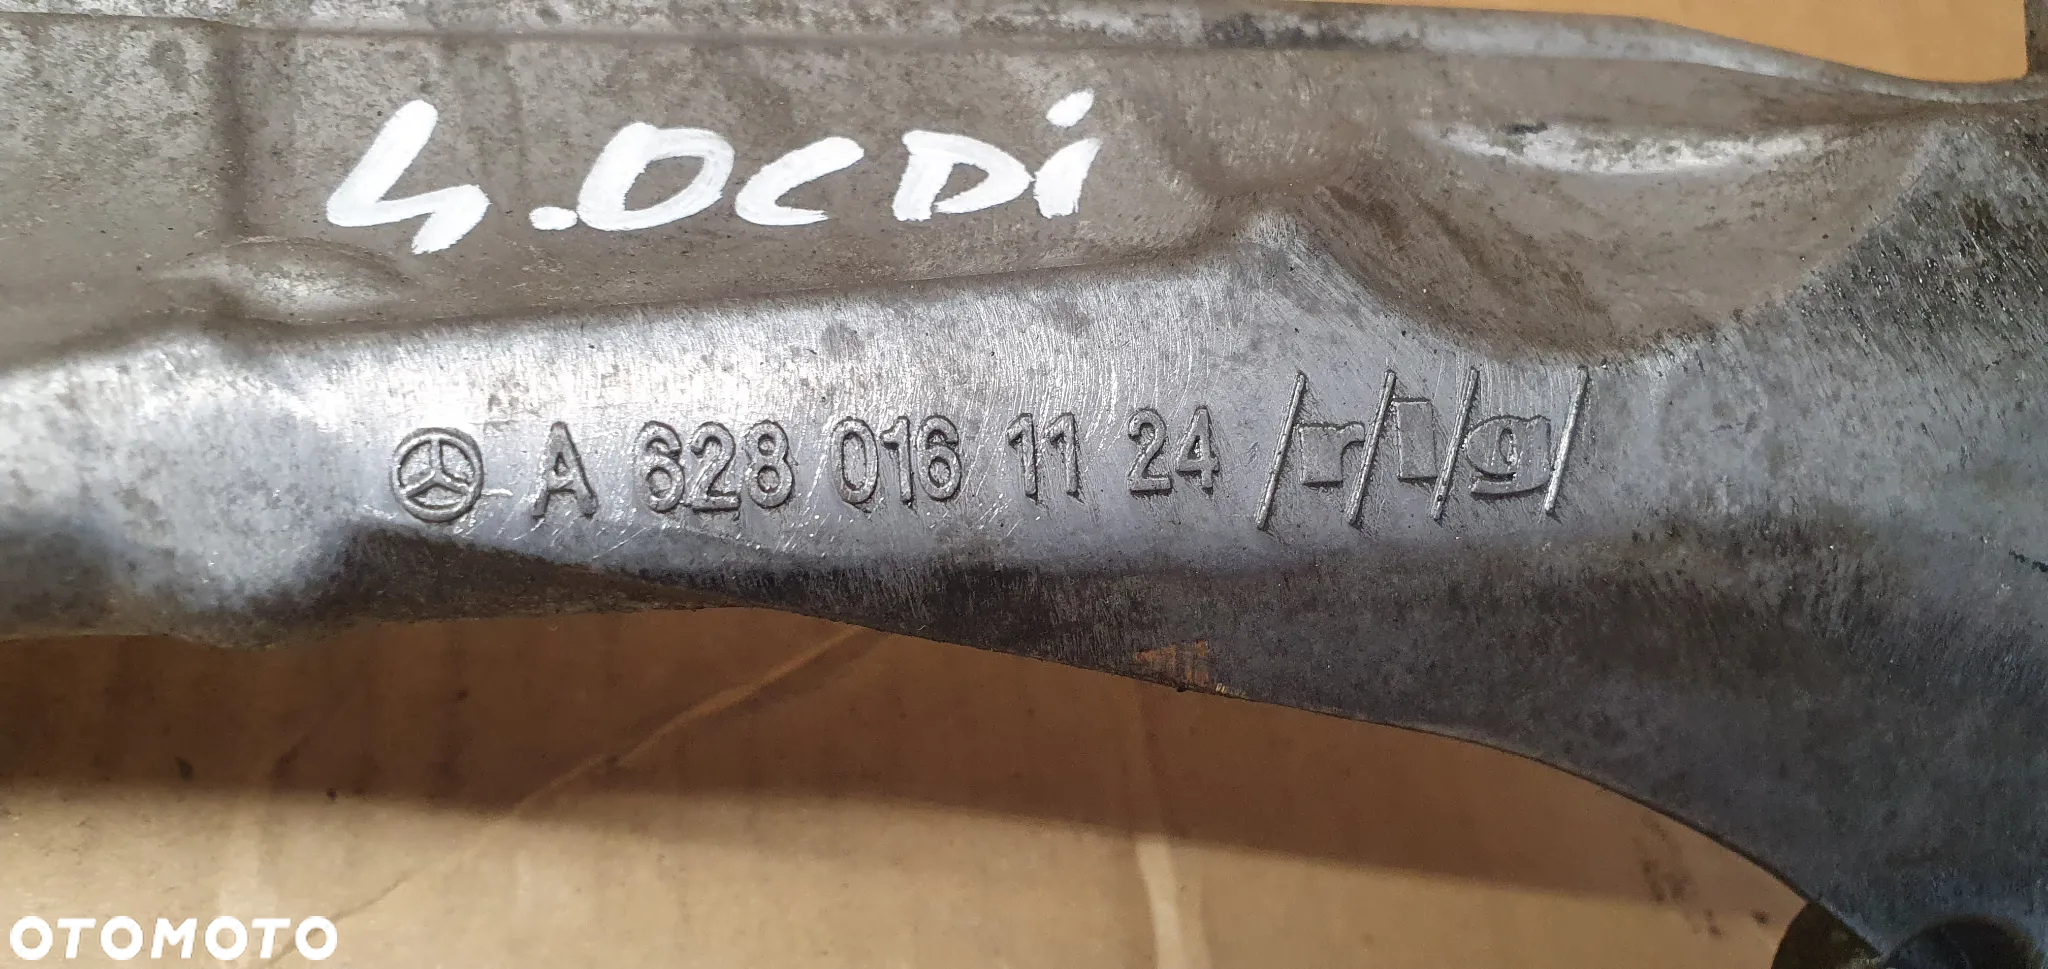 4.0CDi
A 628 016 11 24 /r/l/g/
OTOMOTO